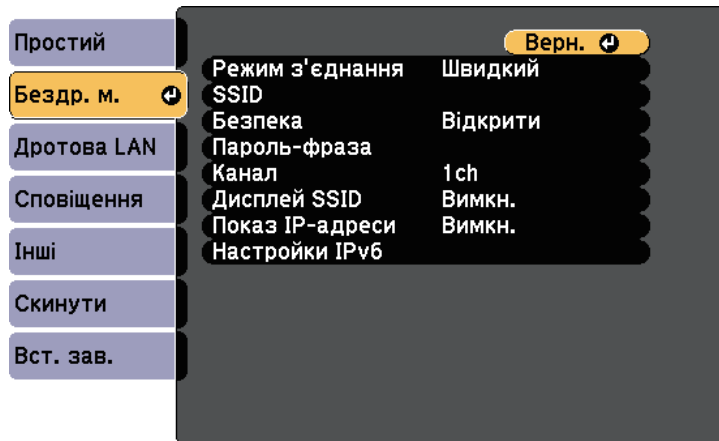 Простий
Бездр. м.
Дротова LAN
Сповіщення
Інші
Скинути
Вст. зав.
Верн.
Режим з'єднання Швидкий
SSID
Безпека Відкрити
Пароль-фраза
Канал 1ch
Дисплей SSID Вимкн.
Показ IP-адреси Вимкн.
Настройки IPv6